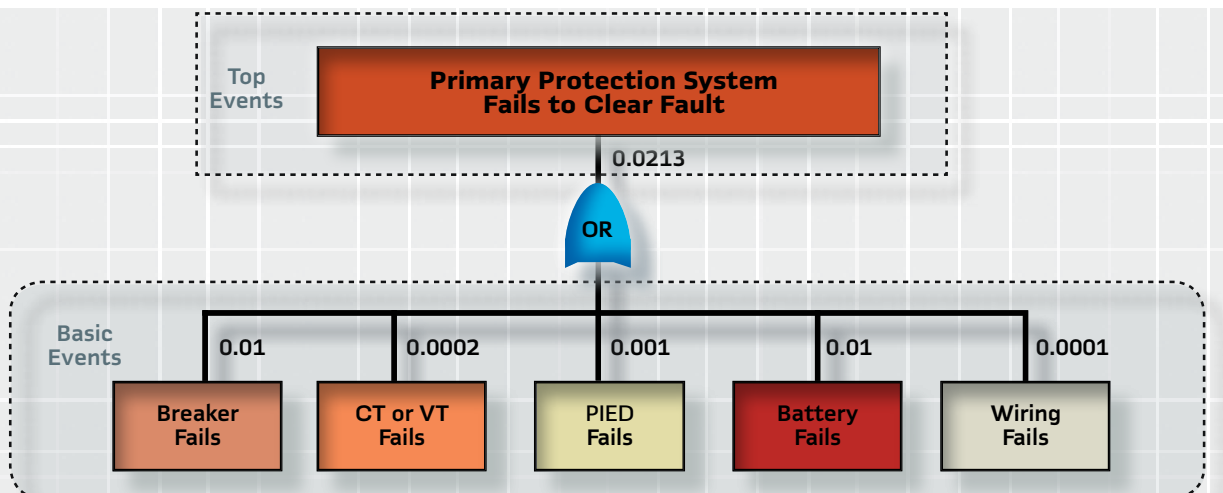 Top
Events
Primary Protection System
Fails to Clear Fault
0.0213
OR
Basic
Events
0.01
0.0002
0.001
0.01
0.0001
Breaker
Fails
CT or VT
Fails
PIED
Fails
Battery
Fails
Wiring
Fails